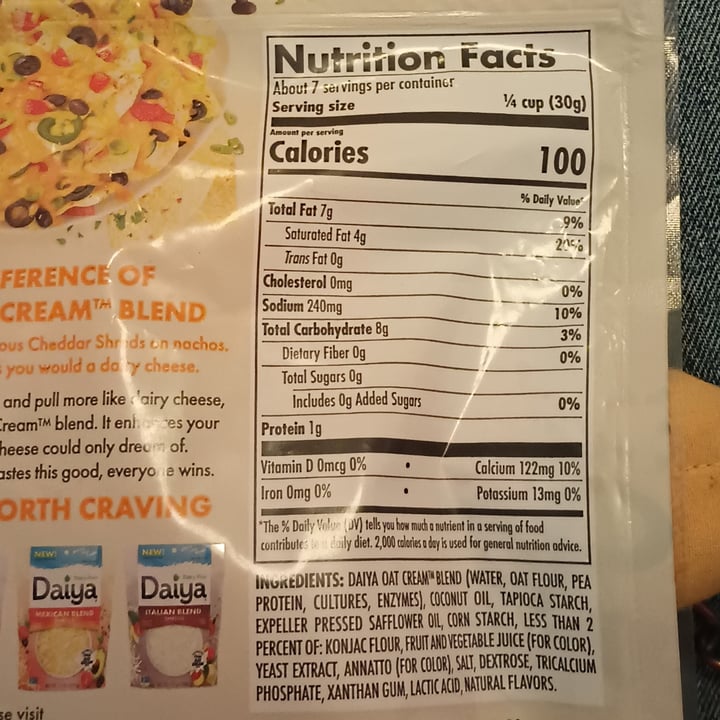 FERENCE OF
CREAM™ BLEND
ous Cheddar Shreds on nachos.
you would a dairy cheese.
and pull more like dairy cheese,
Cream™ blend. It enhances your
heese could only dream of.
astes this good, everyone wins.
ORTH CRAVING
NEW!
Daiya
MEXICAN BLEND
NEW!
Daiya
ITALIAN BLEND
se visit
Nutrition Facts
About 7 servings per container
Serving size ¼ cup (30g)
Amount per serving
Calories 100
% Daily Value*
Total Fat 7g 9%
Saturated Fat 4g 20%
Trans Fat 0g
Cholesterol 0mg 0%
Sodium 240mg 10%
Total Carbohydrate 8g 3%
Dietary Fiber 0g 0%
Total Sugars 0g
Includes 0g Added Sugars 0%
Protein 1g
Vitamin D 0mcg 0% • Calcium 122mg 10%
Iron 0mg 0% • Potassium 13mg 0%
*The % Daily Value (DV) tells you how much a nutrient in a serving of food
contributes to a daily diet. 2,000 calories a day is used for general nutrition advice.
INGREDIENTS: DAIYA OAT CREAM™ BLEND (WATER, OAT FLOUR, PEA
PROTEIN, CULTURES, ENZYMES), COCONUT OIL, TAPIOCA STARCH,
EXPELLER PRESSED SAFFLOWER OIL, CORN STARCH, LESS THAN 2
PERCENT OF: KONJAC FLOUR, FRUIT AND VEGETABLE JUICE (FOR COLOR),
YEAST EXTRACT, ANNATTO (FOR COLOR), SALT, DEXTROSE, TRICALCIUM
PHOSPHATE, XANTHAN GUM, LACTIC ACID, NATURAL FLAVORS.